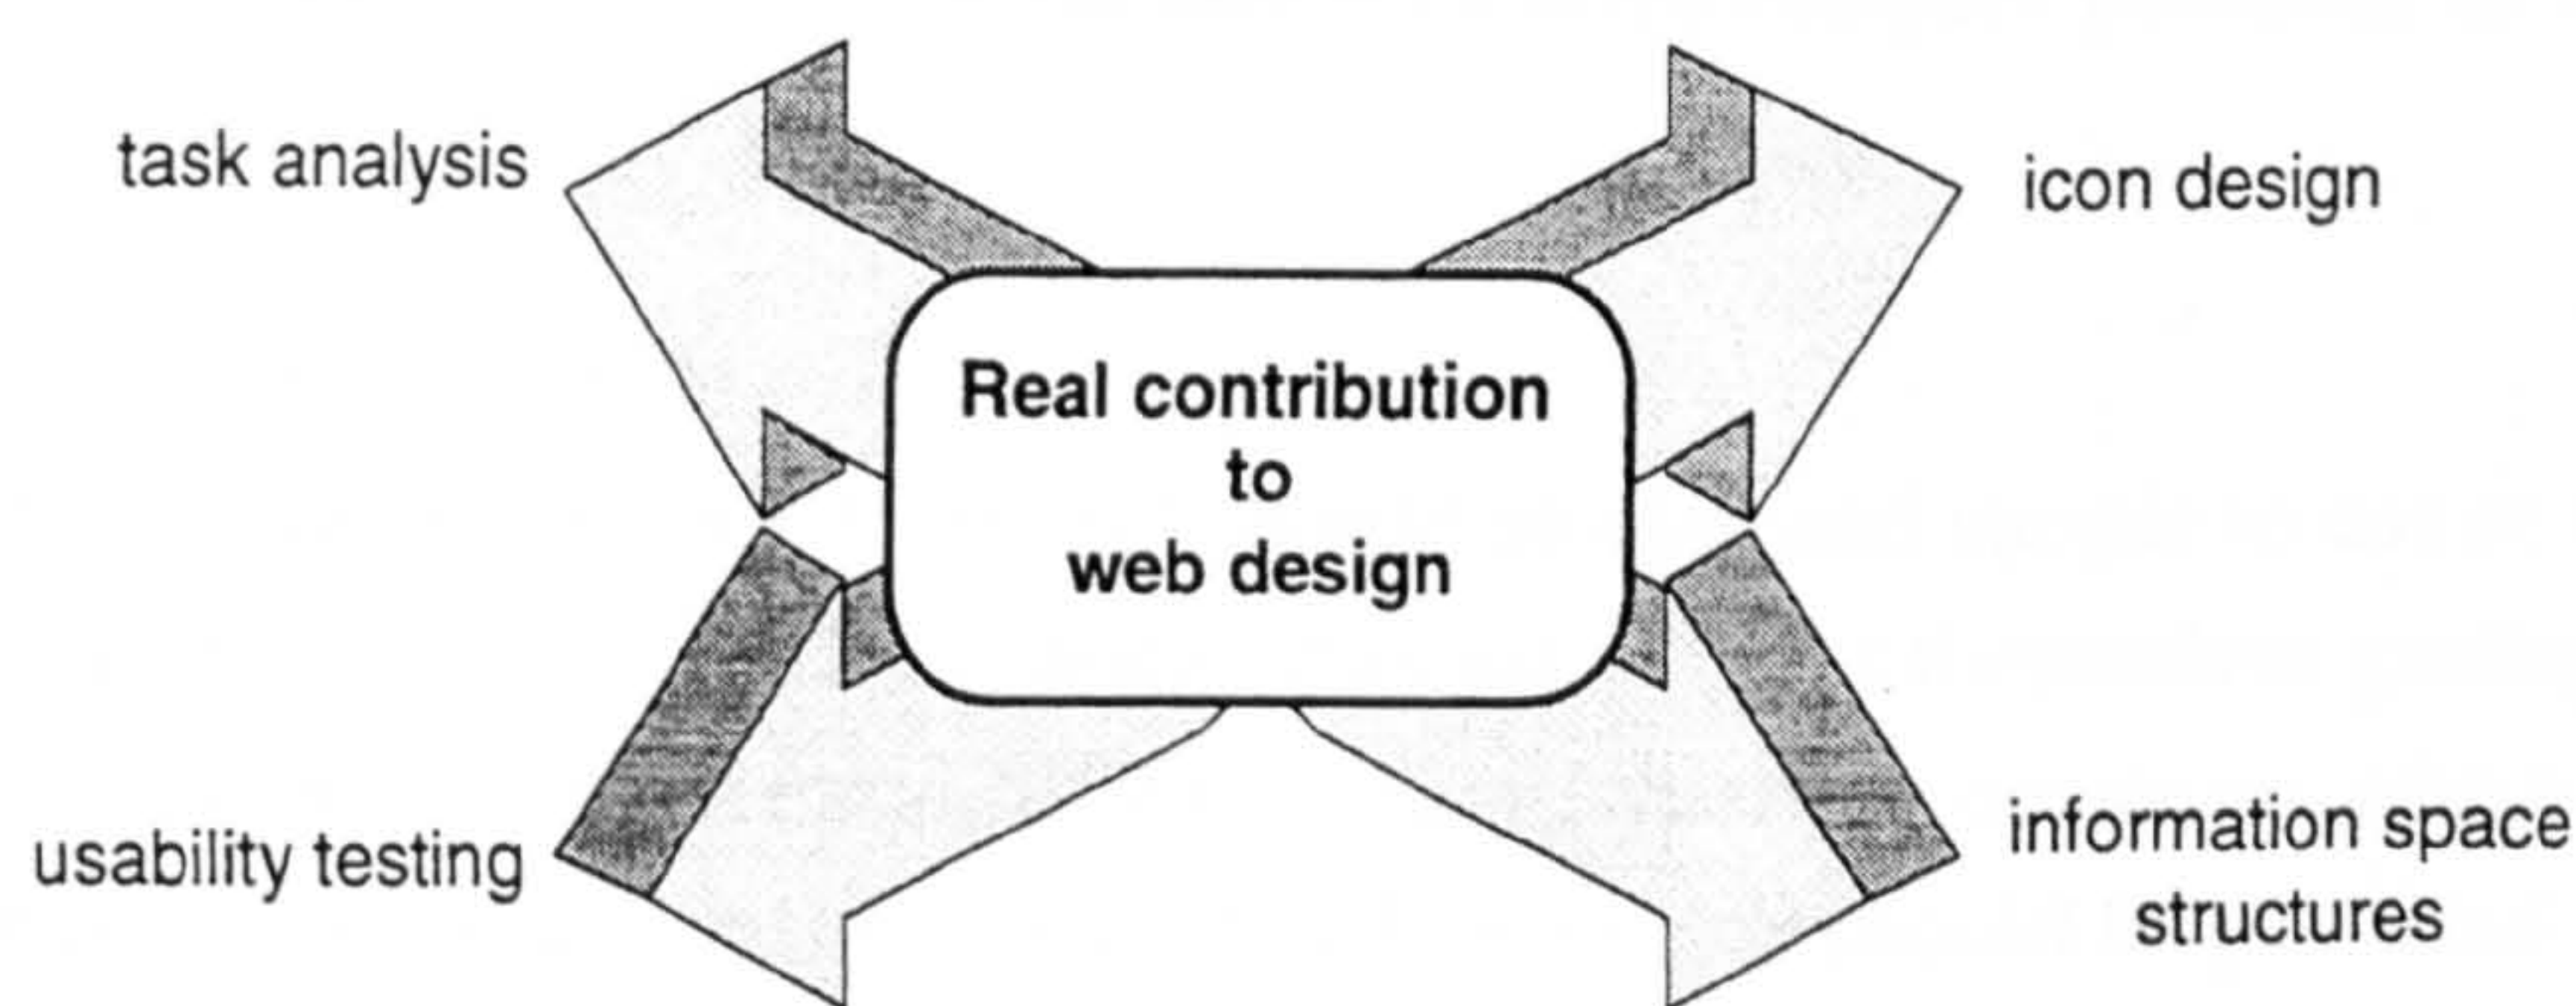 task analysis
icon design
Real contribution
to
web design
usability testing
information space
structures